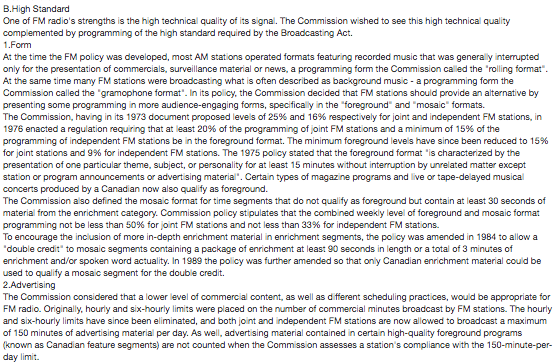 B.High Standard
One of FM radio's strengths is the high technical quality of its signal. The Commission wished to see this high technical quality
complemented by programming of the high standard required by the Broadcasting Act.
1.Form
At the time the FM policy was developed, most AM stations operated formats featuring recorded music that was generally interrupted
only for the presentation of commercials, surveillance material or news, a programming form the Commission called the "rolling format".
At the same time many FM stations were broadcasting what is often described as background music - a programming form the
Commission called the "gramophone format". In its policy, the Commission decided that FM stations should provide an alternative by
presenting some programming in more audience-engaging forms, specifically in the "foreground" and "mosaic" formats.
The Commission, having in its 1973 document proposed levels of 25% and 16% respectively for joint and independent FM stations, in
1976 enacted a regulation requiring that at least 20% of the programming of joint FM stations and a minimum of 15% of the
programming of independent FM stations be in the foreground format. The minimum foreground levels have since been reduced to 15%
for joint stations and 9% for independent FM stations. The 1975 policy stated that the foreground format "is characterized by the
presentation of one particular theme, subject, or personality for at least 15 minutes without interruption by unrelated matter except
station or program announcements or advertising material". Certain types of magazine programs and live or tape-delayed musical
concerts produced by a Canadian now also qualify as foreground.
The Commission also defined the mosaic format for time segments that do not qualify as foreground but contain at least 30 seconds of
material from the enrichment category. Commission policy stipulates that the combined weekly level of foreground and mosaic format
programming not be less than 50% for joint FM stations and not less than 33% for independent FM stations.
To encourage the inclusion of more in-depth enrichment material in enrichment segments, the policy was amended in 1984 to allow a
"double credit" to mosaic segments containing a package of enrichment at least 90 seconds in length or a total of 3 minutes of
enrichment and/or spoken word actuality. In 1989 the policy was further amended so that only Canadian enrichment material could be
used to qualify a mosaic segment for the double credit.
2.Advertising
The Commission considered that a lower level of commercial content, as well as different scheduling practices, would be appropriate for
FM radio. Originally, hourly and six-hourly limits were placed on the number of commercial minutes broadcast by FM stations. The hourly
and six-hourly limits have since been eliminated, and both joint and independent FM stations are now allowed to broadcast a maximum
of 150 minutes of advertising material per day. As well, advertising material contained in certain high-quality foreground programs
(known as Canadian feature segments) are not counted when the Commission assesses a station's compliance with the 150-minute-per-
day limit.